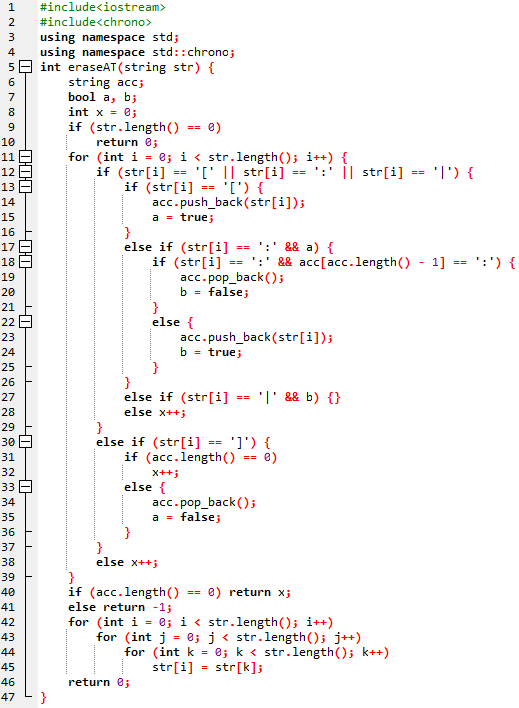 1 #include<iostream>
2 #include<chrono>
3 using namespace std;
4 using namespace std::chrono;
5 int eraseAT(string str) {
6     string acc;
7     bool a, b;
8     int x = 0;
9     if (str.length() == 0)
10         return 0;
11     for (int i = 0; i < str.length(); i++) {
12         if (str[i] == '[' || str[i] == ':' || str[i] == '|') {
13             if (str[i] == '[') {
14                 acc.push_back(str[i]);
15                 a = true;
16             }
17             else if (str[i] == ':' && a) {
18                 if (str[i] == ':' && acc[acc.length() - 1] == ':') {
19                     acc.pop_back();
20                     b = false;
21                 }
22                 else {
23                     acc.push_back(str[i]);
24                     b = true;
25                 }
26             }
27             else if (str[i] == '|' && b) {}
28             else x++;
29         }
30         else if (str[i] == ']') {
31             if (acc.length() == 0)
32                 x++;
33             else {
34                 acc.pop_back();
35                 a = false;
36             }
37         }
38         else x++;
39     }
40     if (acc.length() == 0) return x;
41     else return -1;
42     for (int i = 0; i < str.length(); i++)
43         for (int j = 0; j < str.length(); j++)
44             for (int k = 0; k < str.length(); k++)
45                 str[i] = str[k];
46     return 0;
47 }